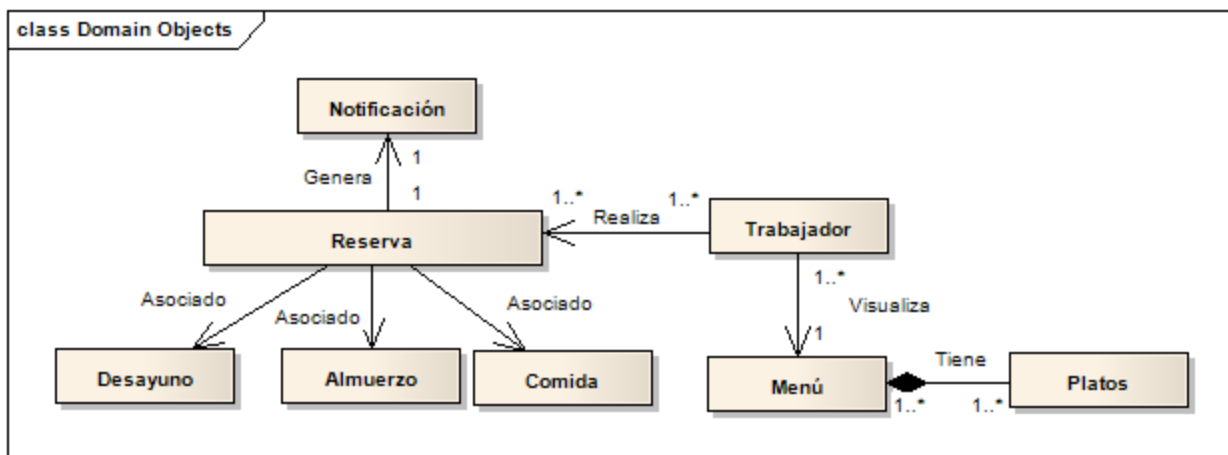 class Domain Objects
Notificación
1
Genera
1
1..*
1..*
Realiza
Reserva
Trabajador
1..*
Asociado
Asociado
Asociado
Visualiza
1
Desayuno
Almuerzo
Comida
Menú
Tiene
Platos
1..*
1..*